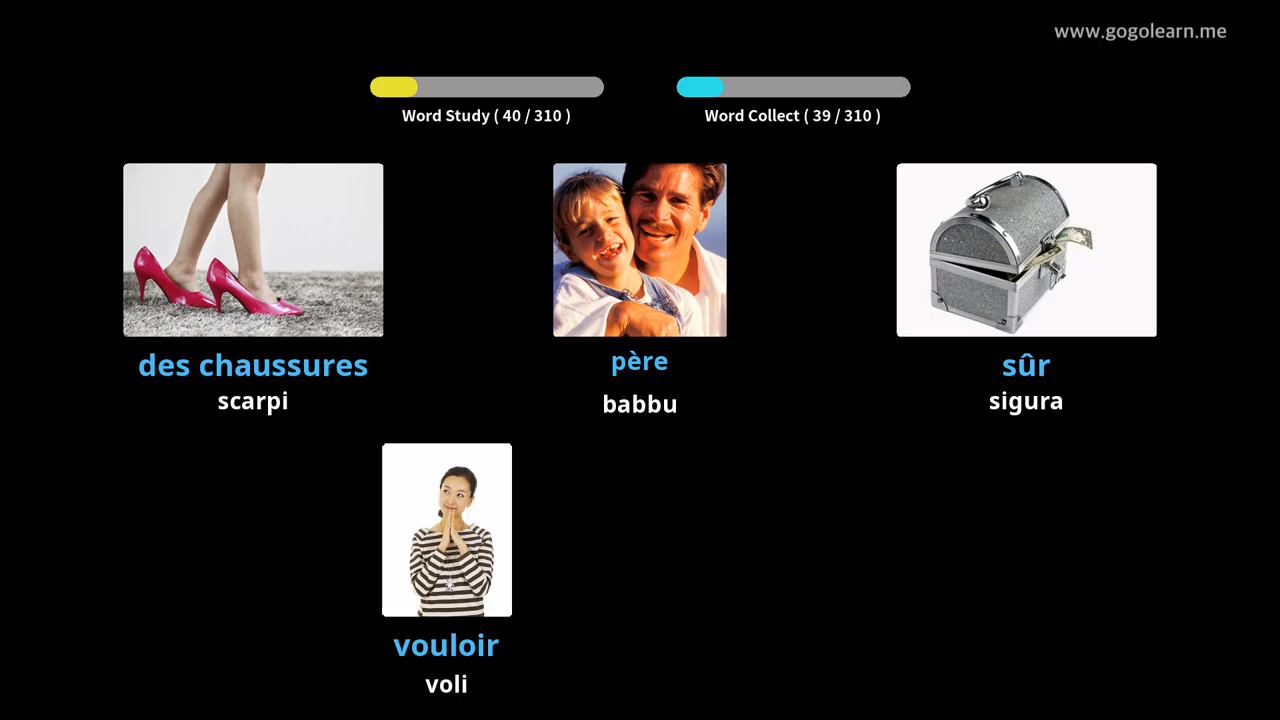 www.gogolearn.me
Word Study ( 40 / 310 )
Word Collect ( 39 / 310 )
des chaussures
scarpi
père
babbu
sûr
sigura
vouloir
voli